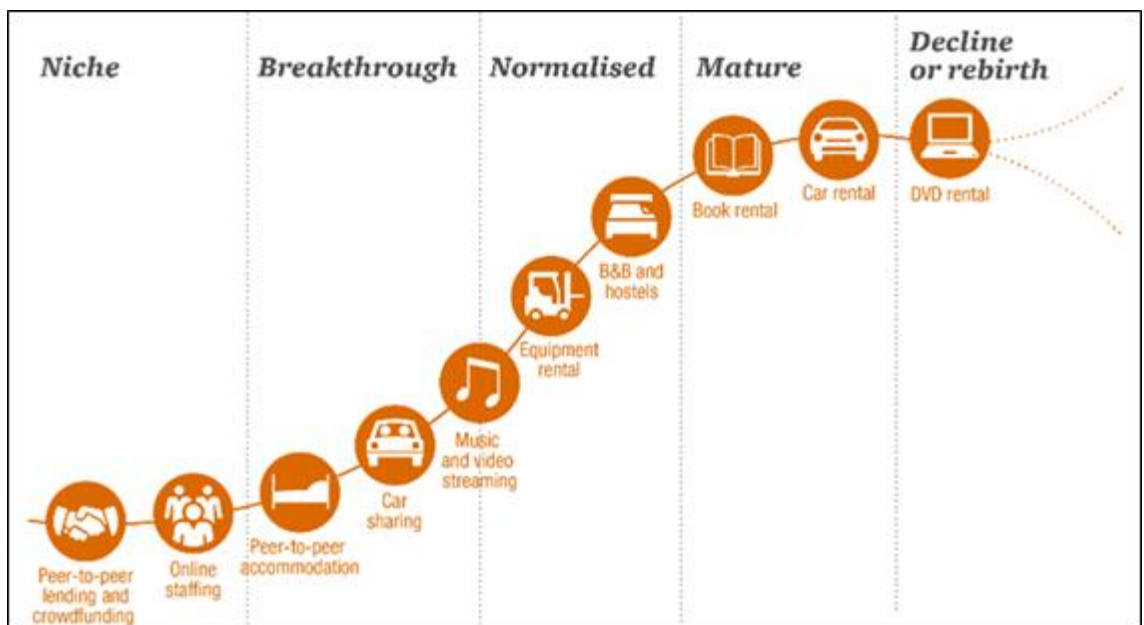 Niche
Breakthrough
Normalised
Mature
Decline
or rebirth
Peer-to-peer
lending and
crowdfunding
Online
staffing
Peer-to-peer
accommodation
Car
sharing
Music
and video
streaming
Equipment
rental
B&B and
hostels
Book rental
Car rental
DVD rental